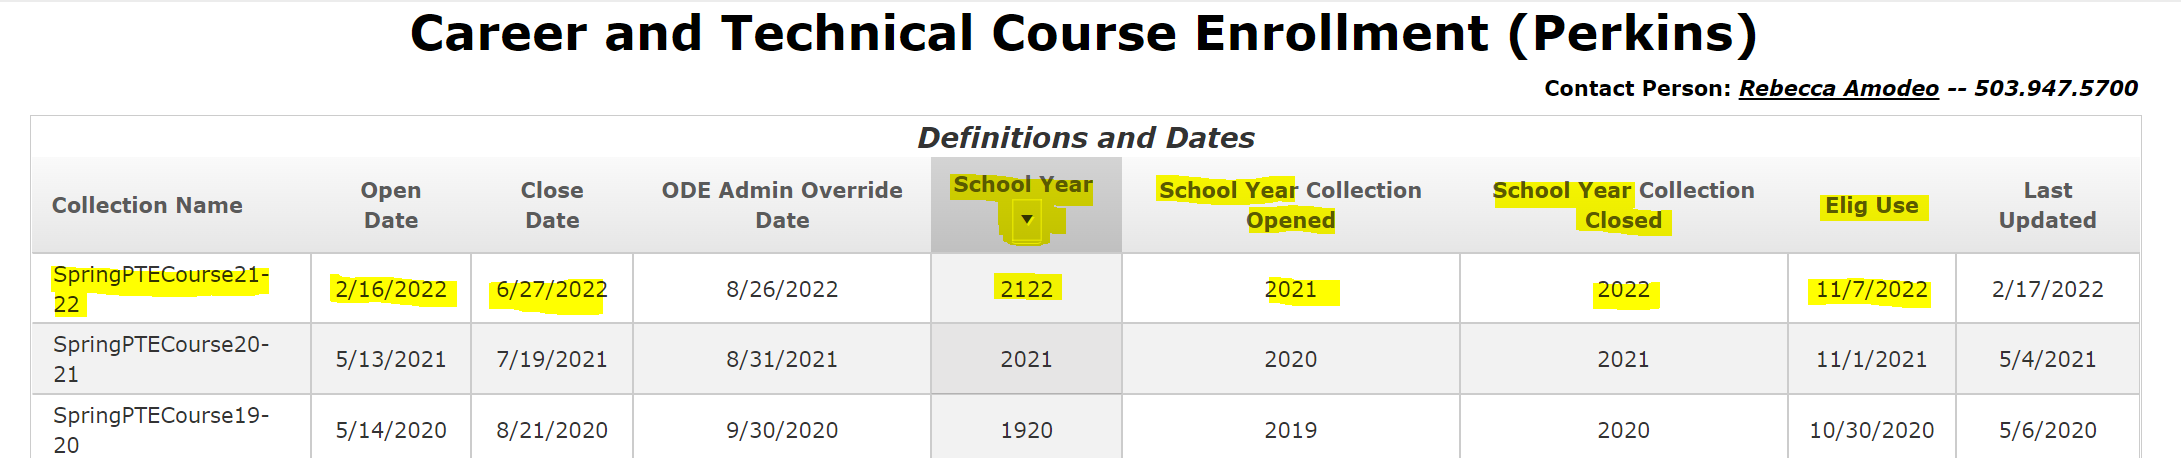 Career and Technical Course Enrollment (Perkins)
Contact Person: Rebecca Amodeo -- 503.947.5700
Definitions and Dates
Collection Name Open Date Close Date ODE Admin Override Date School Year ▼ School Year Collection Opened School Year Collection Closed Elig Use Last Updated
SpringPTECourse21-22 2/16/2022 6/27/2022 8/26/2022 2122 2021 2022 11/7/2022 2/17/2022
SpringPTECourse20-21 5/13/2021 7/19/2021 8/31/2021 2021 2020 2021 11/1/2021 5/4/2021
SpringPTECourse19-20 5/14/2020 8/21/2020 9/30/2020 1920 2019 2020 10/30/2020 5/6/2020